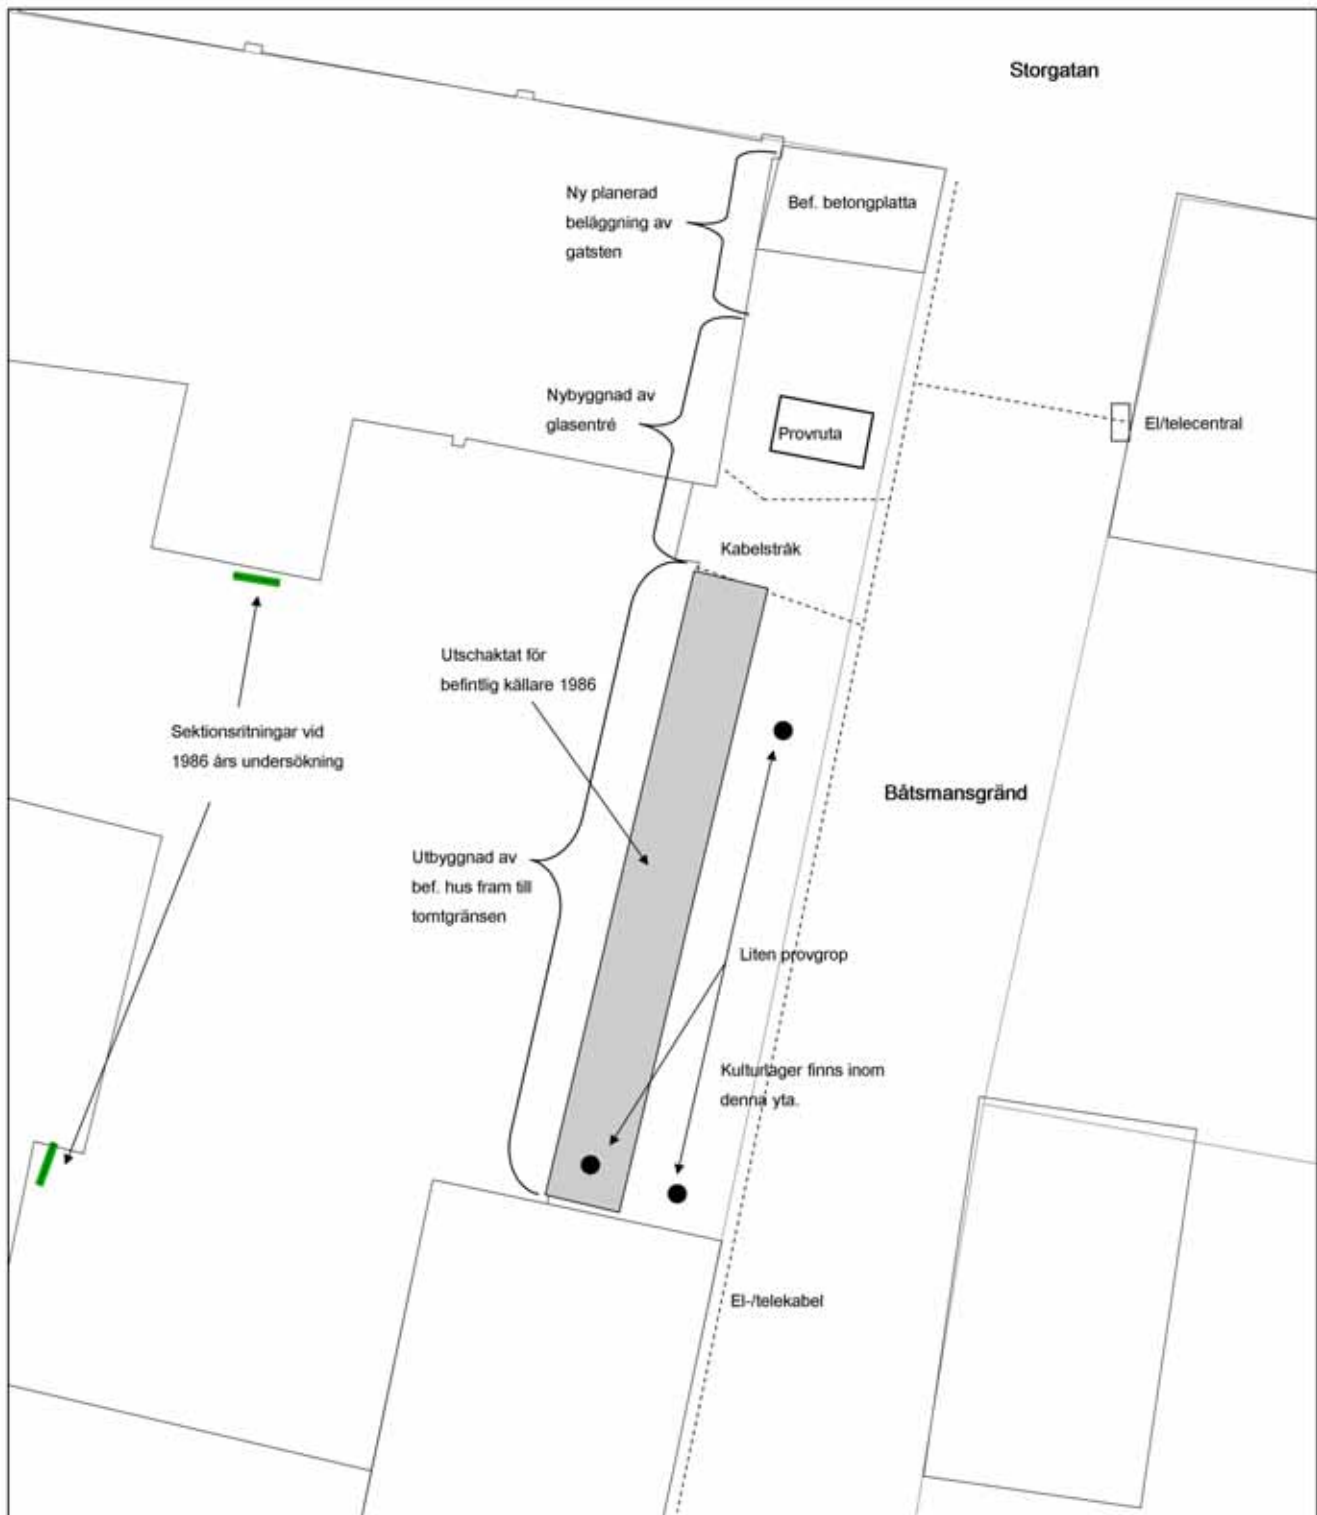 Storgatan
Ny planerad
beläggning av
gatsten
Bef. betongplatta
Nybyggnad av
glasentré
Provruta
El/telecentral
Kabelstråk
Utschaktat för
befintlig källare 1986
Sektionsritningar vid
1986 års undersökning
Båtsmansgränd
Utbyggnad av
bef. hus fram till
tomtgränsen
Liten provgrop
Kulturlager finns inom
denna yta.
El-/telekabel